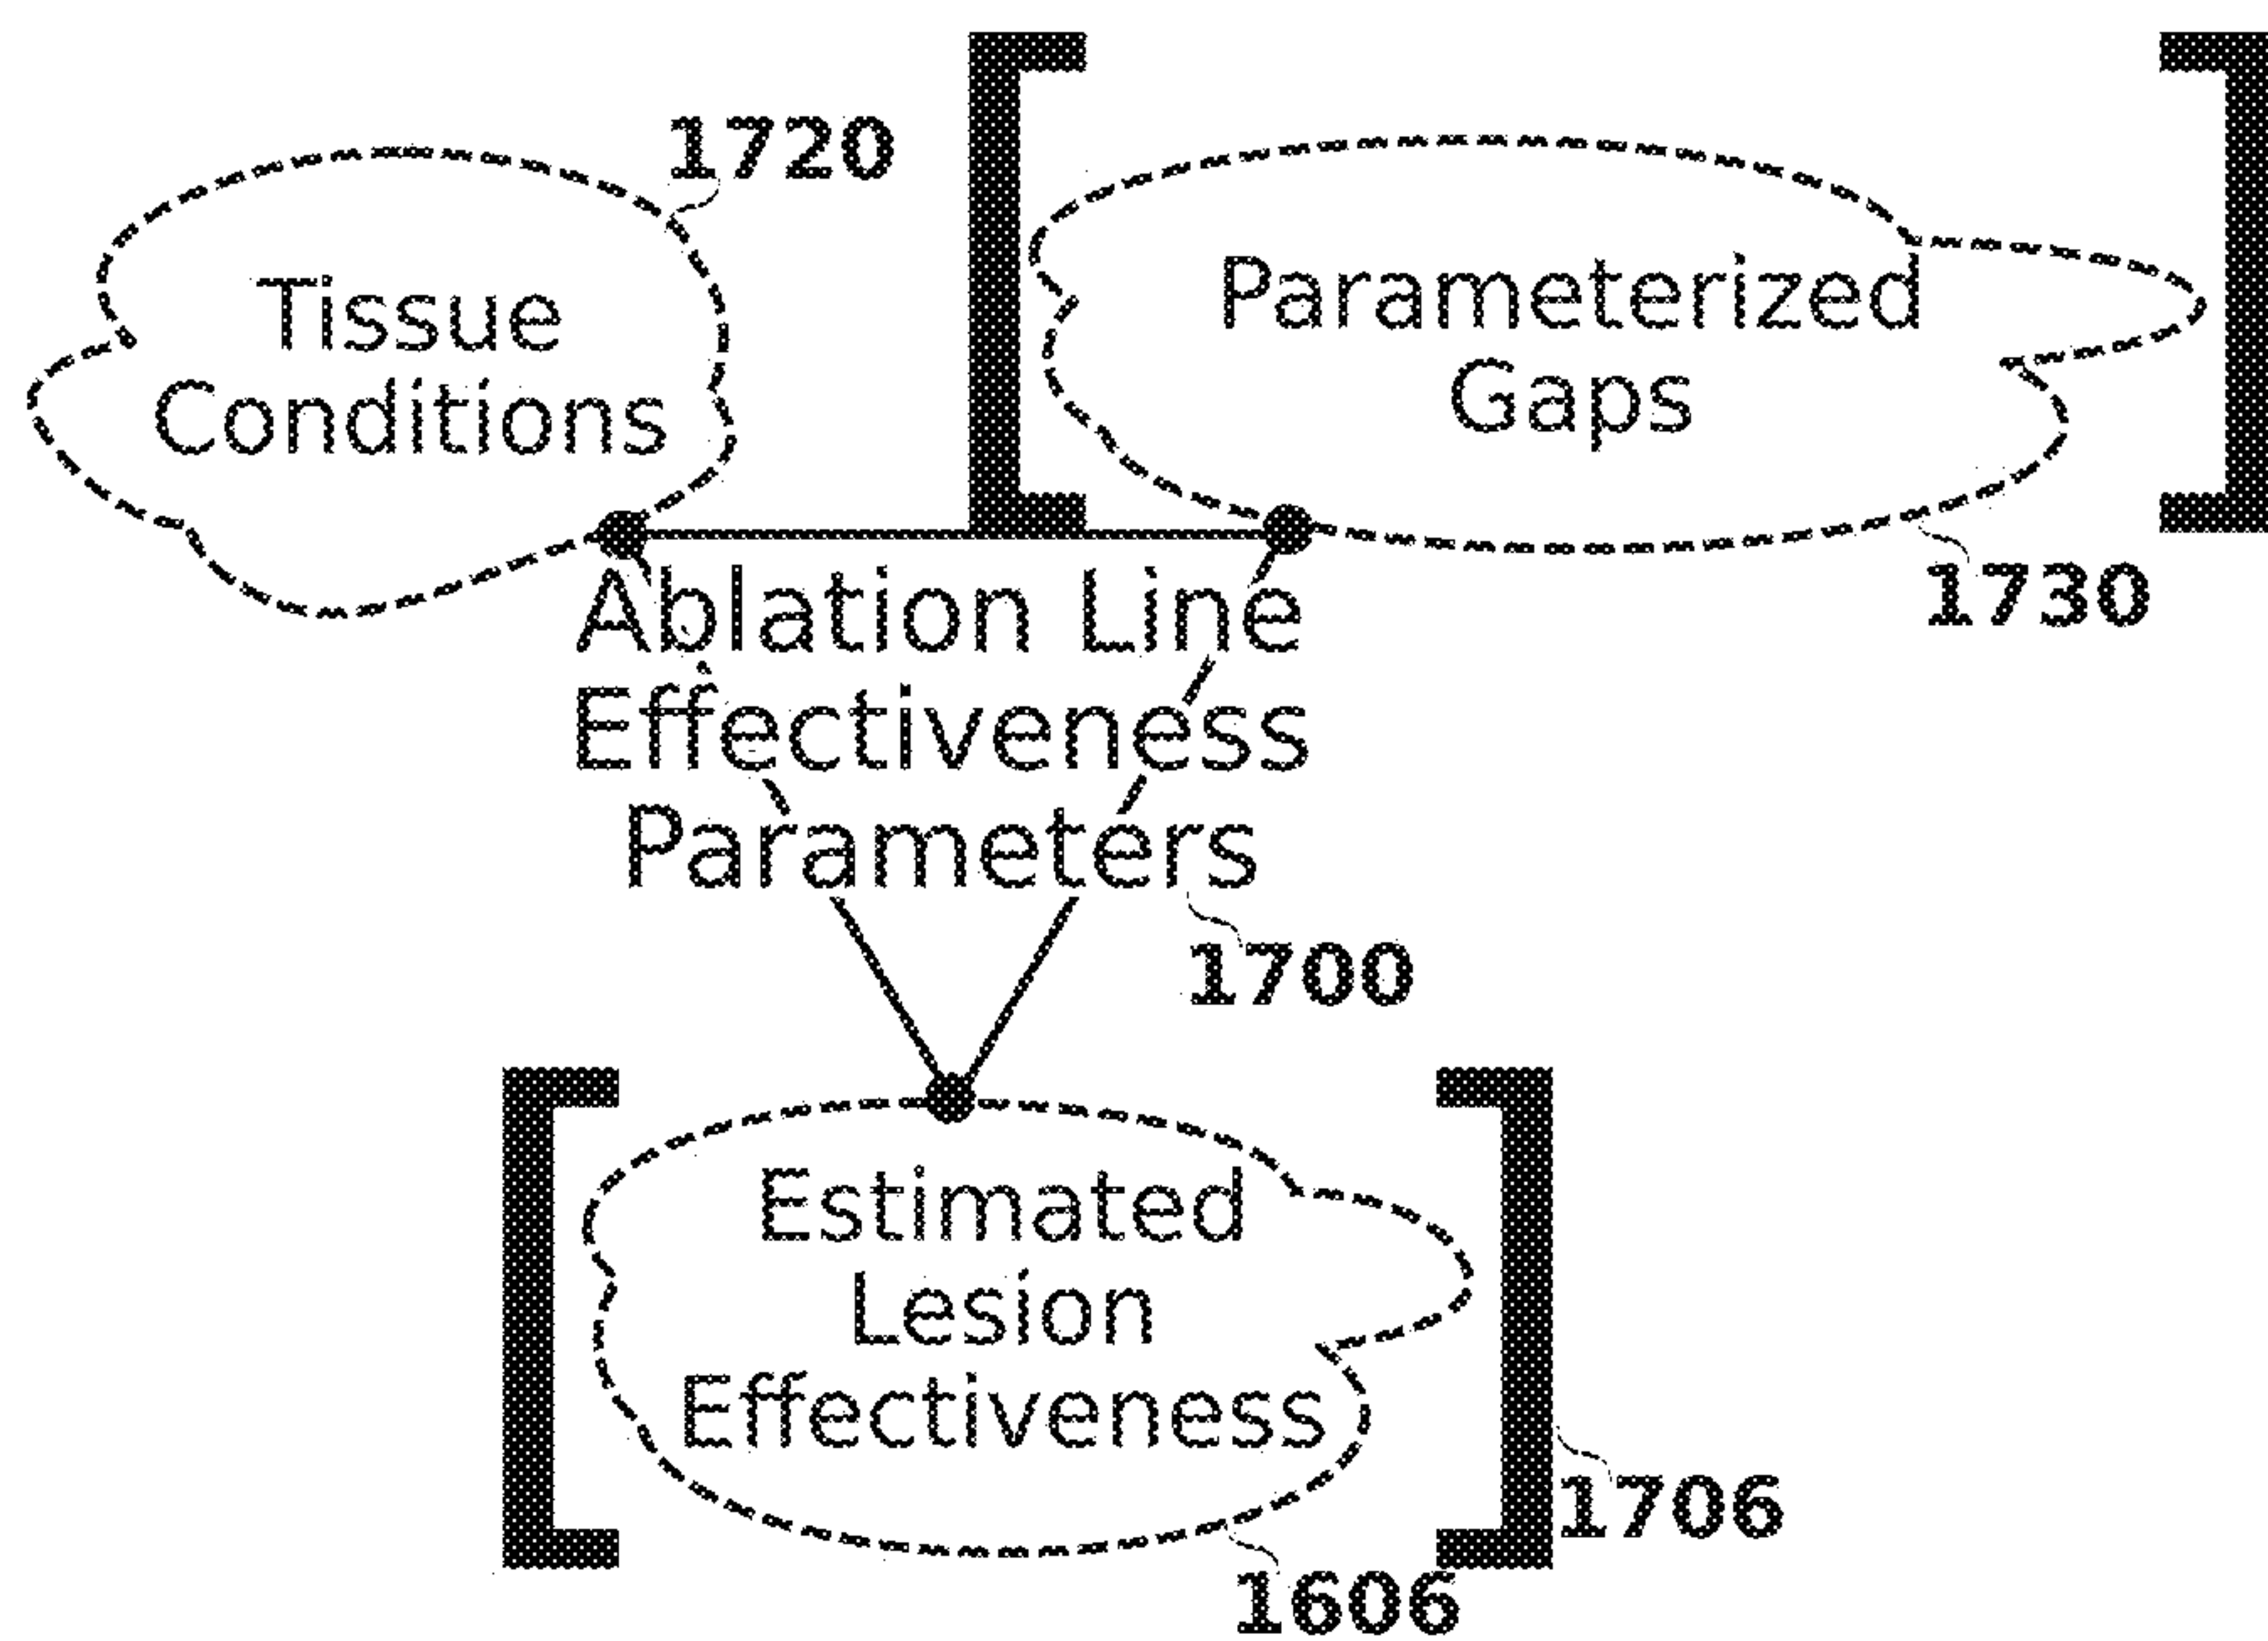 1720
Tissue
Conditions
Parameterized
Gaps
1730
Ablation Line
Effectiveness
Parameters
1700
Estimated
Lesion
Effectiveness
1706
1606